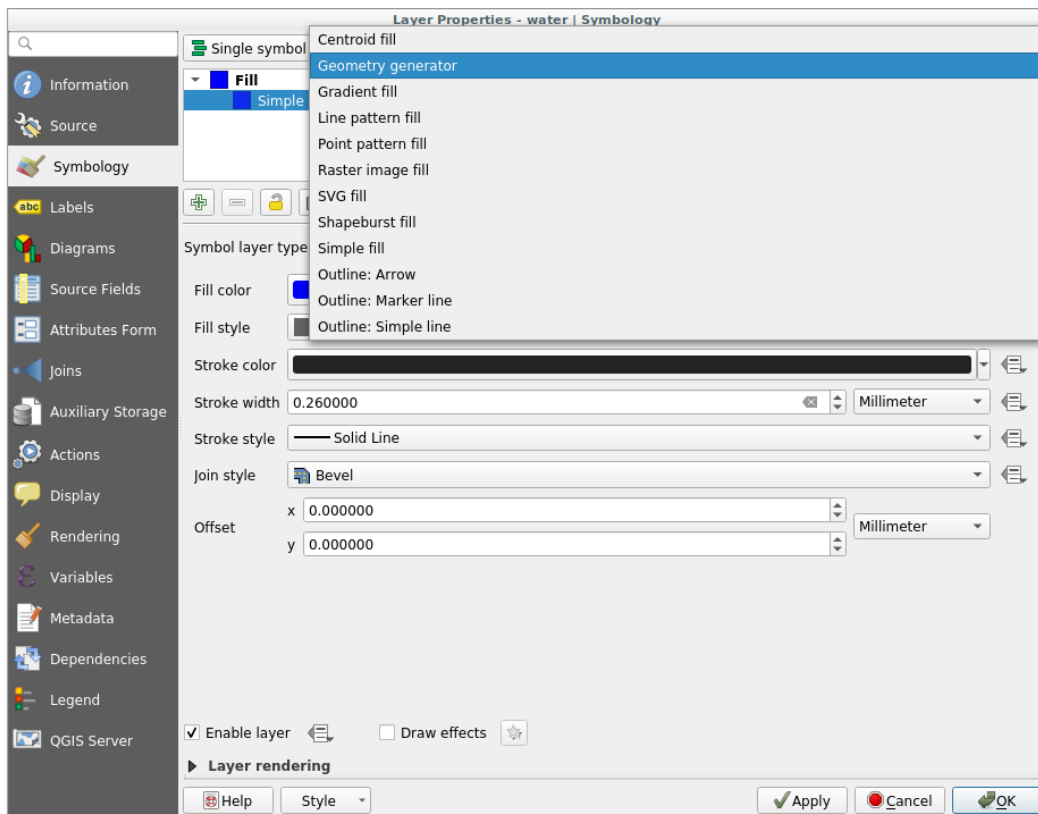 Layer Properties - water | Symbology
Information
Source
Symbology
Labels
Diagrams
Source Fields
Attributes Form
Joins
Auxiliary Storage
Actions
Display
Rendering
Variables
Metadata
Dependencies
Legend
QGIS Server
Single symbol
Fill
Simple
Centroid fill
Geometry generator
Gradient fill
Line pattern fill
Point pattern fill
Raster image fill
SVG fill
Shapeburst fill
Simple fill
Outline: Arrow
Outline: Marker line
Outline: Simple line
Symbol layer type
Fill color
Fill style
Stroke color
Stroke width 0.260000 Millimeter
Stroke style Solid Line
Join style Bevel
Offset x 0.000000 Millimeter
y 0.000000
Enable layer Draw effects
Layer rendering
Help Style Apply Cancel OK
abc